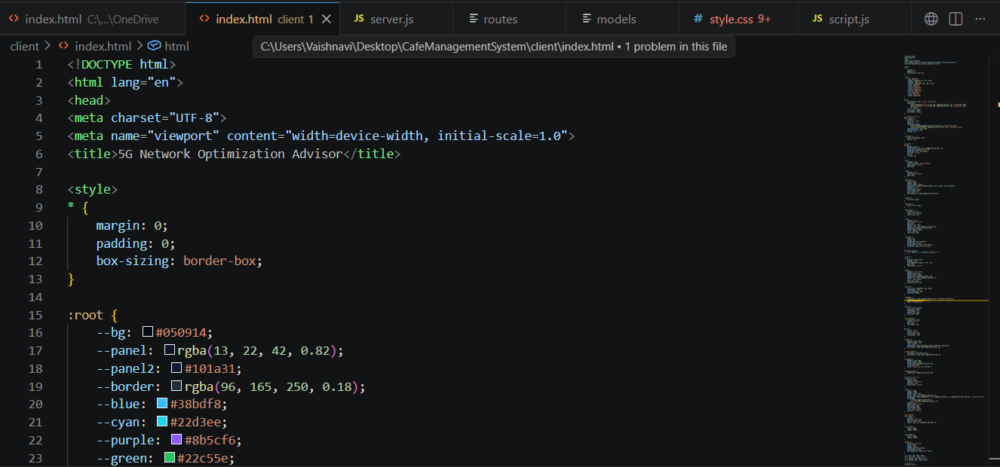 index.html C:\...\OneDrive
index.html client 1
JS server.js
routes
models
# style.css 9+
JS script.js
client > index.html > html
C:\Users\Vaishnavi\Desktop\CafeManagementSystem\client\index.html • 1 problem in this file
1 <!DOCTYPE html>
2 <html lang="en">
3 <head>
4 <meta charset="UTF-8">
5 <meta name="viewport" content="width=device-width, initial-scale=1.0">
6 <title>5G Network Optimization Advisor</title>
7
8 <style>
9 * {
10     margin: 0;
11     padding: 0;
12     box-sizing: border-box;
13 }
14
15 :root {
16     --bg: #050914;
17     --panel: rgba(13, 22, 42, 0.82);
18     --panel2: #101a31;
19     --border: rgba(96, 165, 250, 0.18);
20     --blue: #38bdf8;
21     --cyan: #22d3ee;
22     --purple: #8b5cf6;
23     --green: #22c55e;